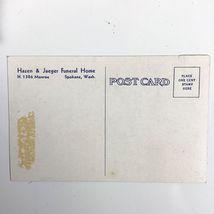 Hazen & Jaeger Funeral Home
N. 1306 Monroe Spokane, Wash.
POST CARD
PLACE
ONE CENT
STAMP
HERE